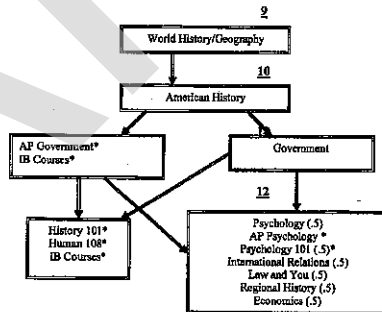 9
World History/Geography
10
American History
AP Government*
IB Courses*
Government
12
History 101*
Human 108*
IB Courses*
Psychology (.5)
AP Psychology *
Psychology 101 (.5)*
International Relations (.5)
Law and You (.5)
Regional History (.5)
Economics (.5)